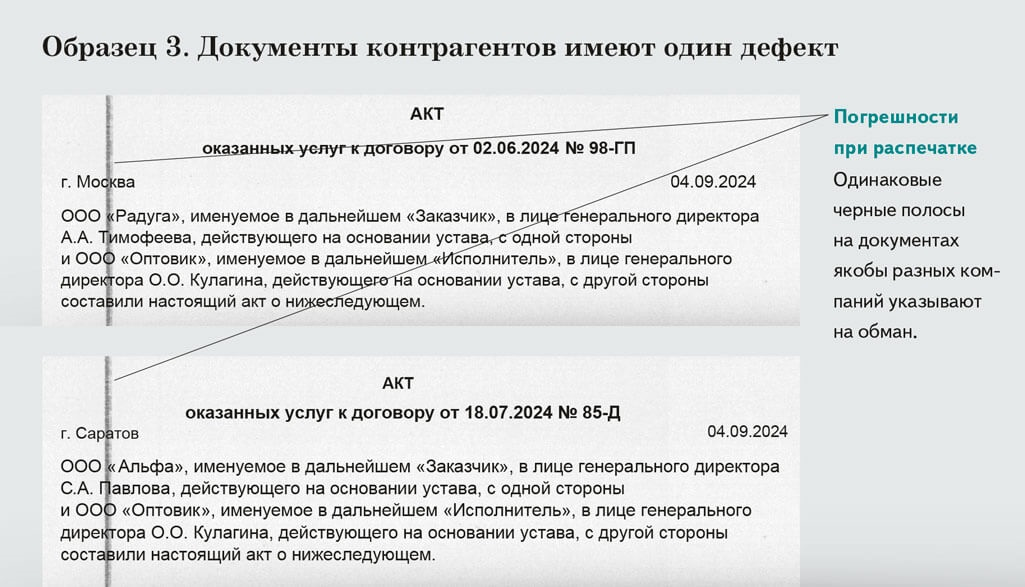 Образец 3. Документы контрагентов имеют один дефект
АКТ
оказанных услуг к договору от 02.06.2024 № 98-ГП
г. Москва 04.09.2024
ООО «Радуга», именуемое в дальнейшем «Заказчик», в лице генерального директора
А.А. Тимофеева, действующего на основании устава, с одной стороны
и ООО «Оптовик», именуемое в дальнейшем «Исполнитель», в лице генерального
директора О.О. Кулагина, действующего на основании устава, с другой стороны
составили настоящий акт о нижеследующем.
АКТ
оказанных услуг к договору от 18.07.2024 № 85-Д
г. Саратов 04.09.2024
ООО «Альфа», именуемое в дальнейшем «Заказчик», в лице генерального директора
С.А. Павлова, действующего на основании устава, с одной стороны
и ООО «Оптовик», именуемое в дальнейшем «Исполнитель», в лице генерального
директора О.О. Кулагина, действующего на основании устава, с другой стороны
составили настоящий акт о нижеследующем.
Погрешности
при распечатке
Одинаковые
черные полосы
на документах
якобы разных ком-
паний указывают
на обман.